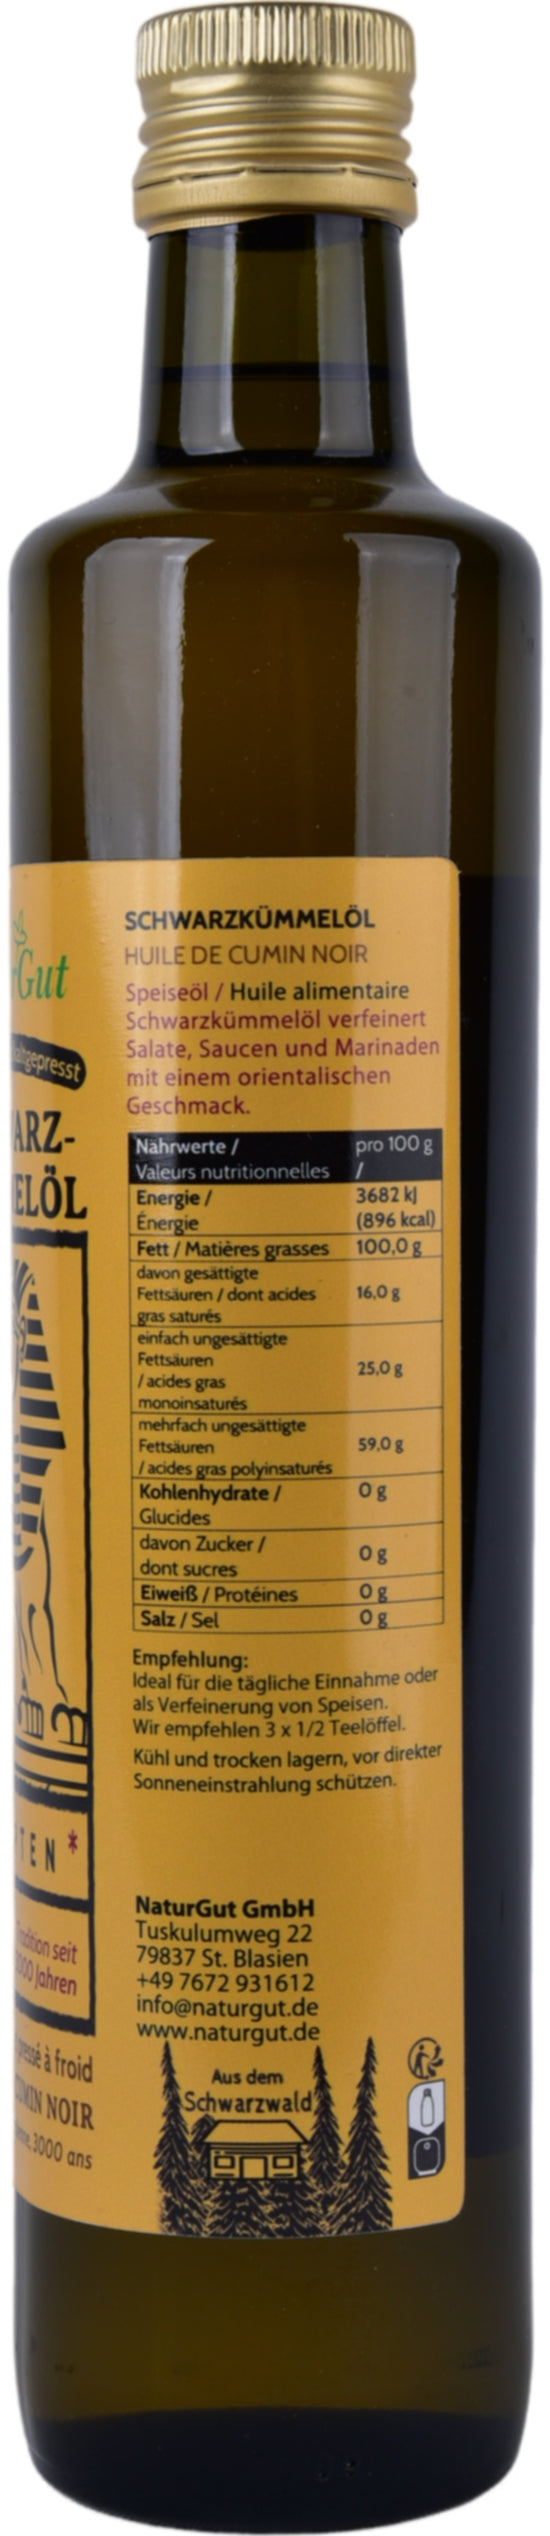 Gut
kaltgepresst
ARZ-
ELÖL
TEN *
Tradition seit
3000 Jahren
pressé à froid
CUMIN NOIR
3000 ans
SCHWARZKÜMMELÖL
HUILE DE CUMIN NOIR
Speiseöl / Huile alimentaire
Schwarzkümmelöl verfeinert
Salate, Saucen und Marinaden
mit einem orientalischen
Geschmack.
Nährwerte / pro 100 g
Valeurs nutritionnelles /
Energie / 3682 kJ
Énergie (896 kcal)
Fett / Matières grasses 100,0 g
davon gesättigte
Fettsäuren / dont acides 16,0 g
gras saturés
einfach ungesättigte
Fettsäuren 25,0 g
/ acides gras
monoinsaturés
mehrfach ungesättigte
Fettsäuren 59,0 g
/ acides gras polyinsaturés
Kohlenhydrate / 0 g
Glucides
davon Zucker / 0 g
dont sucres
Eiweiß / Protéines 0 g
Salz / Sel 0 g
Empfehlung:
Ideal für die tägliche Einnahme oder
als Verfeinerung von Speisen.
Wir empfehlen 3 x 1/2 Teelöffel.
Kühl und trocken lagern, vor direkter
Sonneneinstrahlung schützen.
NaturGut GmbH
Tuskulumweg 22
79837 St. Blasien
+49 7672 931612
info@naturgut.de
www.naturgut.de
Aus dem
Schwarzwald